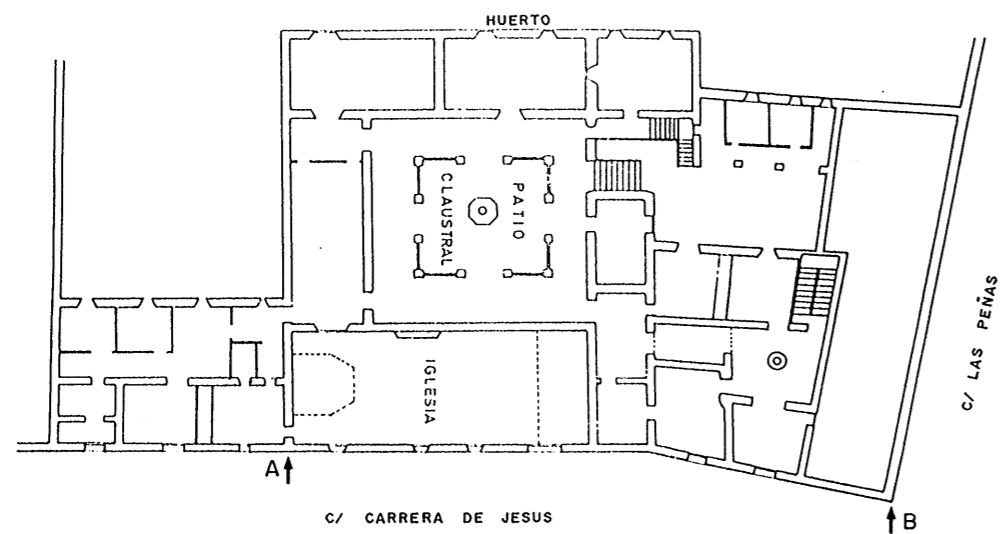 HUERTO
PATIO
CLAUSTRAL
IGLESIA
C/ LAS PEÑAS
A
B
C/ CARRERA DE JESUS